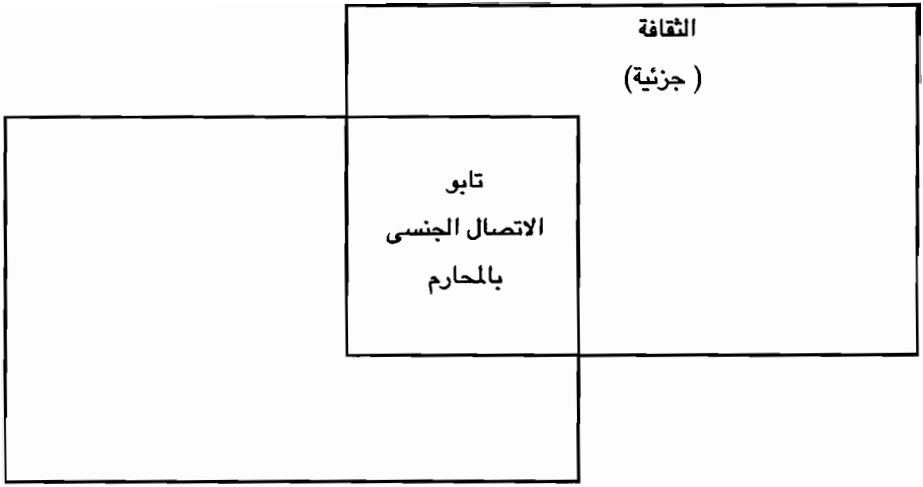 الثقافة
( جزئية)
تابو
الاتصال الجنسى
بالمحارم